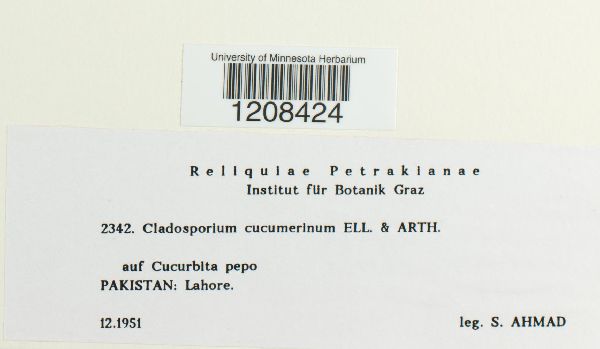 University of Minnesota Herbarium
1208424
Reliquiae Petrakianae
Institut für Botanik Graz
2342. Cladosporium cucumerinum ELL. & ARTH.
auf Cucurbita pepo
PAKISTAN: Lahore.
12.1951 leg. S. AHMAD